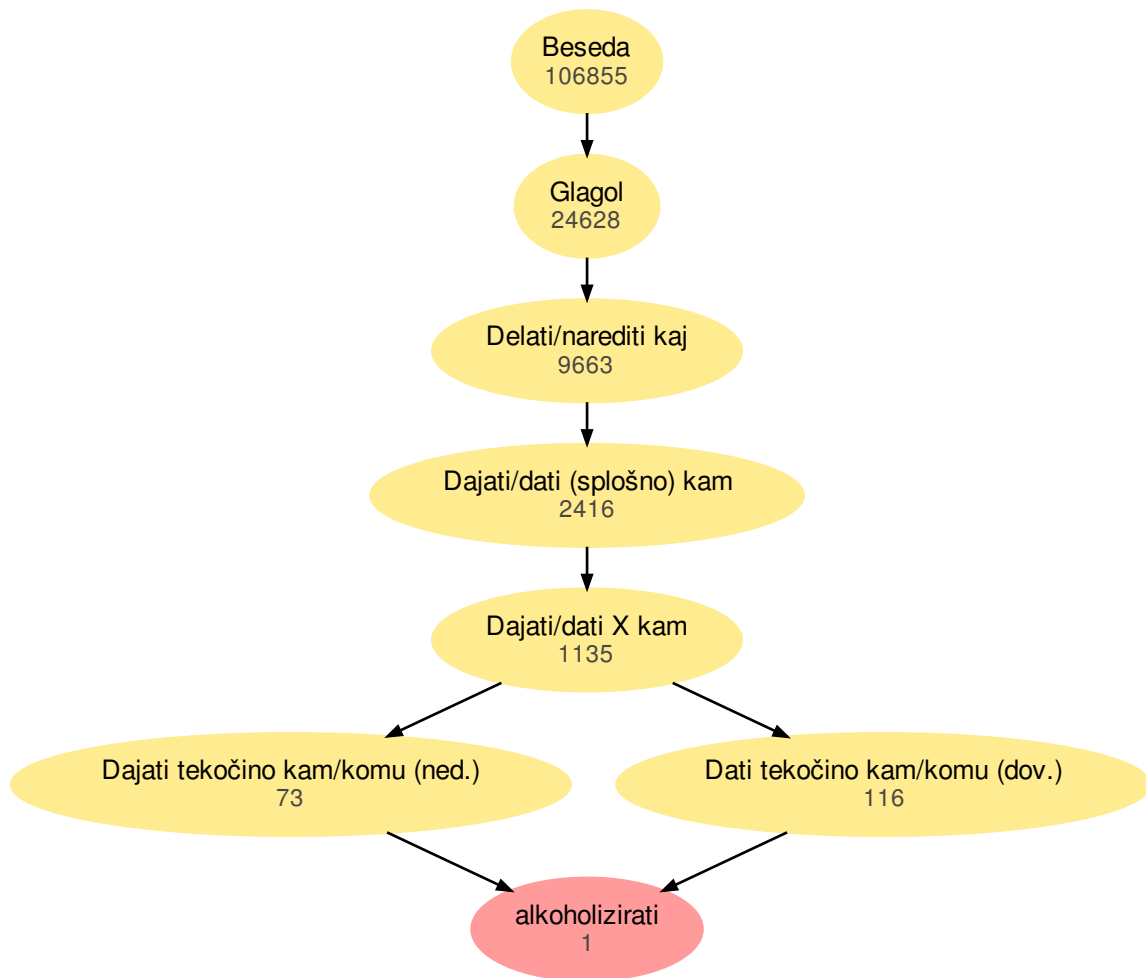 Beseda
106855
Glagol
24628
Delati/narediti kaj
9663
Dajati/dati (splošno) kam
2416
Dajati/dati X kam
1135
Dajati tekočino kam/komu (ned.)
73
Dati tekočino kam/komu (dov.)
116
alkoholizirati
1